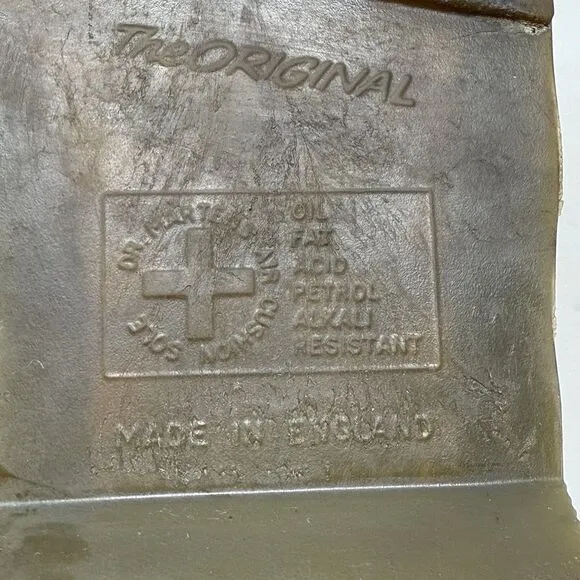 The ORIGINAL
DR. MARTENS AIR CUSHION SOLE
OIL
FAT
ACID
PETROL
ALKALI
RESISTANT
MADE IN ENGLAND